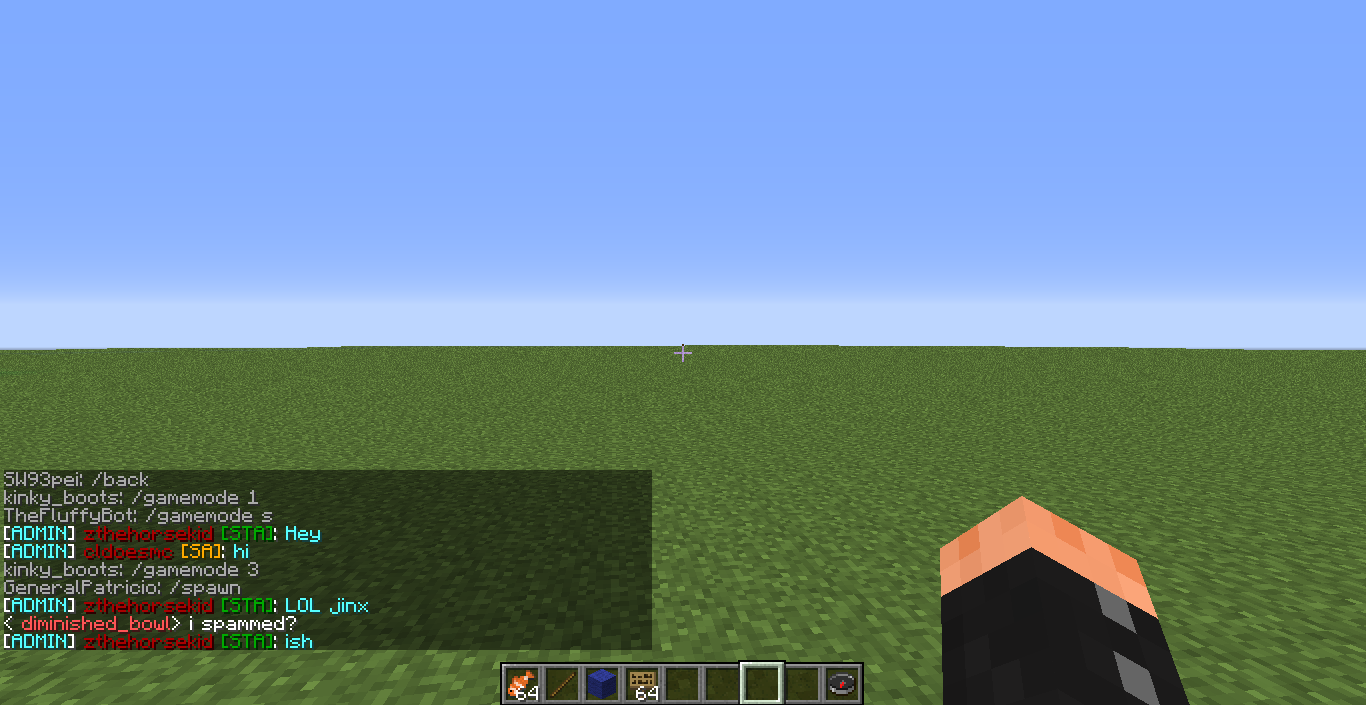 SW93pei: /back
kinky_boots: /gamemode 1
TheFluffyBot: /gamemode s
[ADMIN] zthehorsekid [STA]: Hey
[ADMIN] cldoesmc [SA]: hi
kinky_boots: /gamemode 3
GeneralPatricio: /spawn
[ADMIN] zthehorsekid [STA]: LOL jinx
< diminished_bowl> i spammed?
[ADMIN] zthehorsekid [STA]: ish
64
64